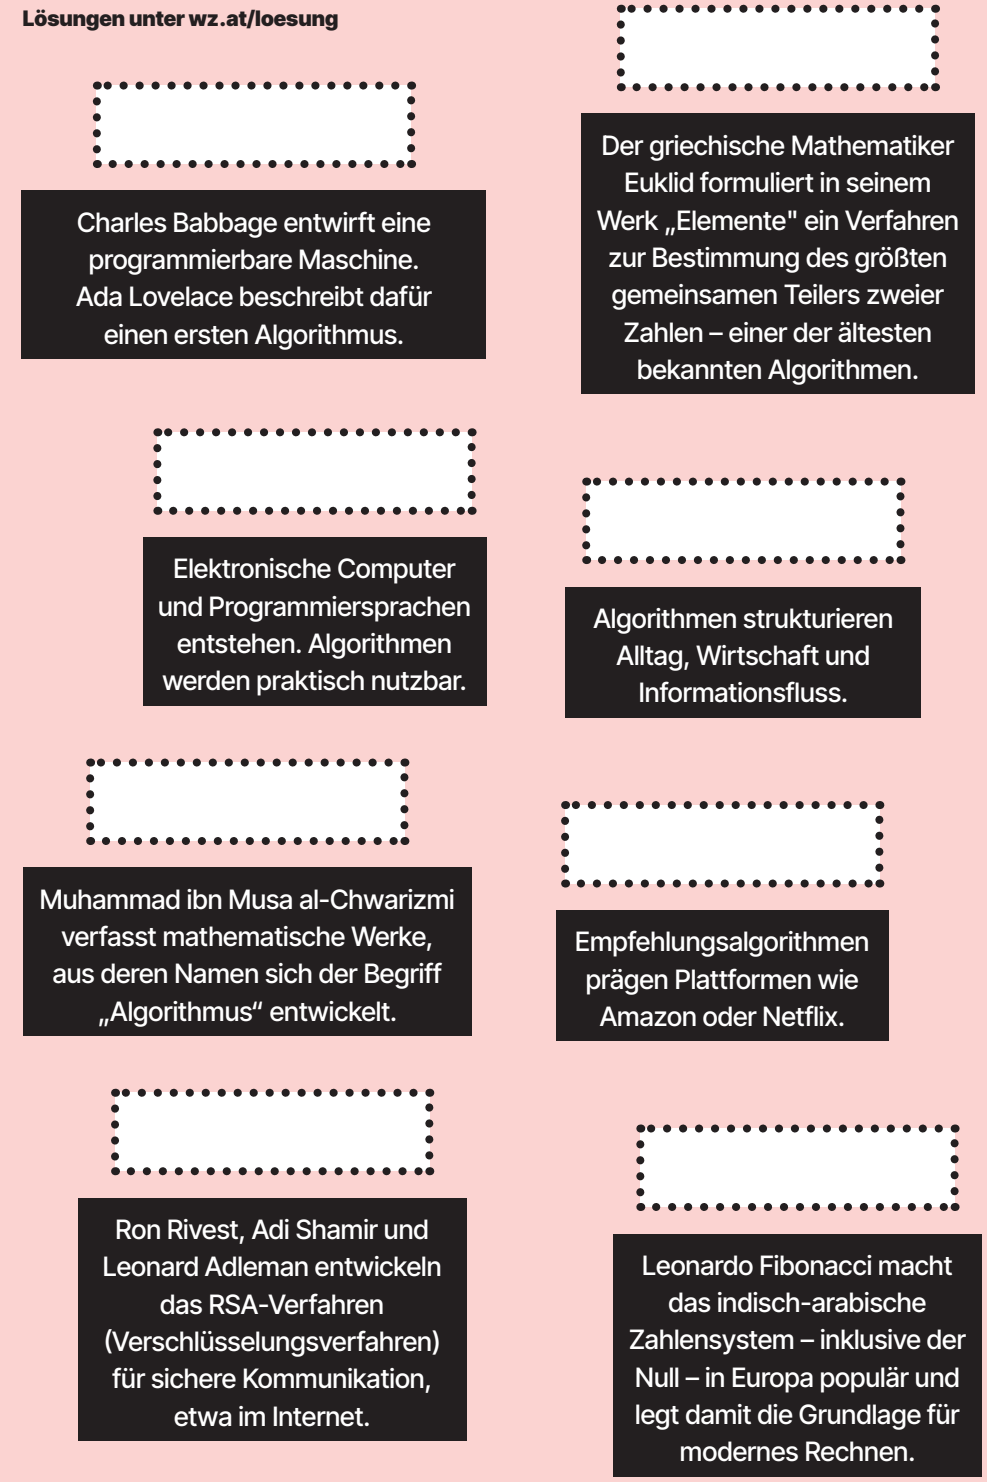 Lösungen unter wz.at/loesung
Charles Babbage entwirft eine
programmierbare Maschine.
Ada Lovelace beschreibt dafür
einen ersten Algorithmus.
Elektronische Computer
und Programmiersprachen
entstehen. Algorithmen
werden praktisch nutzbar.
Muhammad ibn Musa al-Chwarizmi
verfasst mathematische Werke,
aus deren Namen sich der Begriff
„Algorithmus“ entwickelt.
Ron Rivest, Adi Shamir und
Leonard Adleman entwickeln
das RSA-Verfahren
(Verschlüsselungsverfahren)
für sichere Kommunikation,
etwa im Internet.
Der griechische Mathematiker
Euklid formuliert in seinem
Werk „Elemente" ein Verfahren
zur Bestimmung des größten
gemeinsamen Teilers zweier
Zahlen – einer der ältesten
bekannten Algorithmen.
Algorithmen strukturieren
Alltag, Wirtschaft und
Informationsfluss.
Empfehlungsalgorithmen
prägen Plattformen wie
Amazon oder Netflix.
Leonardo Fibonacci macht
das indisch-arabische
Zahlensystem – inklusive der
Null – in Europa populär und
legt damit die Grundlage für
modernes Rechnen.